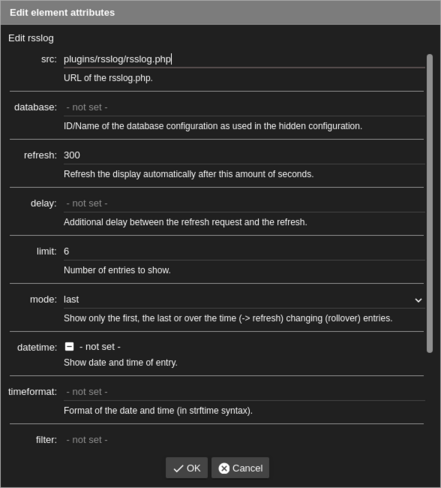 Edit element attributes
Edit rsslog
src: plugins/rsslog/rsslog.php
URL of the rsslog.php.
database: - not set -
ID/Name of the database configuration as used in the hidden configuration.
refresh: 300
Refresh the display automatically after this amount of seconds.
delay: - not set -
Additional delay between the refresh request and the refresh.
limit: 6
Number of entries to show.
mode: last
Show only the first, the last or over the time (-> refresh) changing (rollover) entries.
datetime: - not set -
Show date and time of entry.
timeformat: - not set -
Format of the date and time (in strftime syntax).
filter: - not set -
OK Cancel